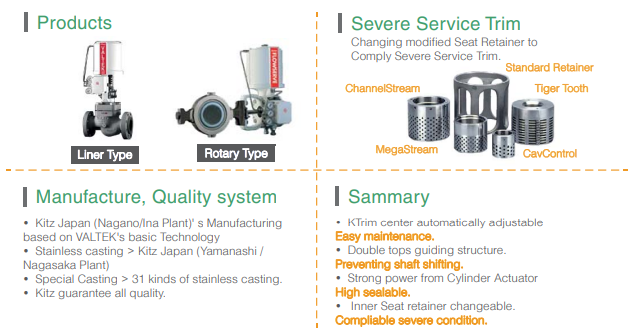 Products
Liner Type
Rotary Type
FLOWSERVE
Severe Service Trim
Changing modified Seat Retainer to
Comply Severe Service Trim.
Standard Retainer
ChannelStream
Tiger Tooth
MegaStream
CavControl
Manufacture, Quality system
• Kitz Japan (Nagano/Ina Plant)' s Manufacturing
based on VALTEK's basic Technology
• Stainless casting > Kitz Japan (Yamanashi /
Nagasaka Plant)
• Special Casting > 31 kinds of stainless casting.
• Kitz guarantee all quality.
Summary
• KTrim center automatically adjustable
Easy maintenance.
• Double tops guiding structure.
Preventing shaft shifting.
• Strong power from Cylinder Actuator
High sealable.
• Inner Seat retainer changeable.
Compliable severe condition.